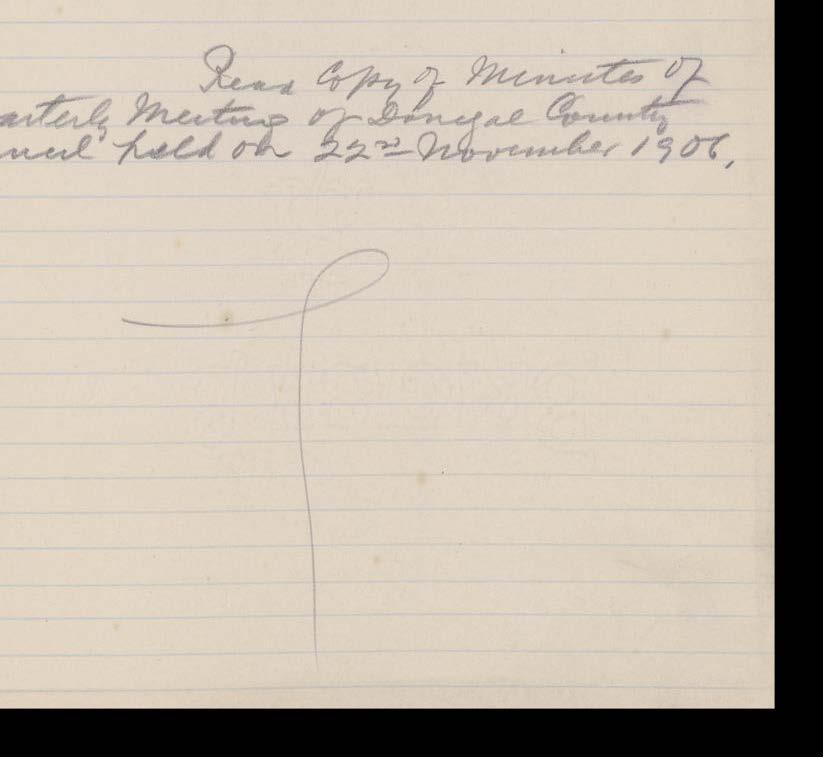 Read Copy of Minutes of
arterly Meeting of Donegal County
ncil held on 22nd November 1906.